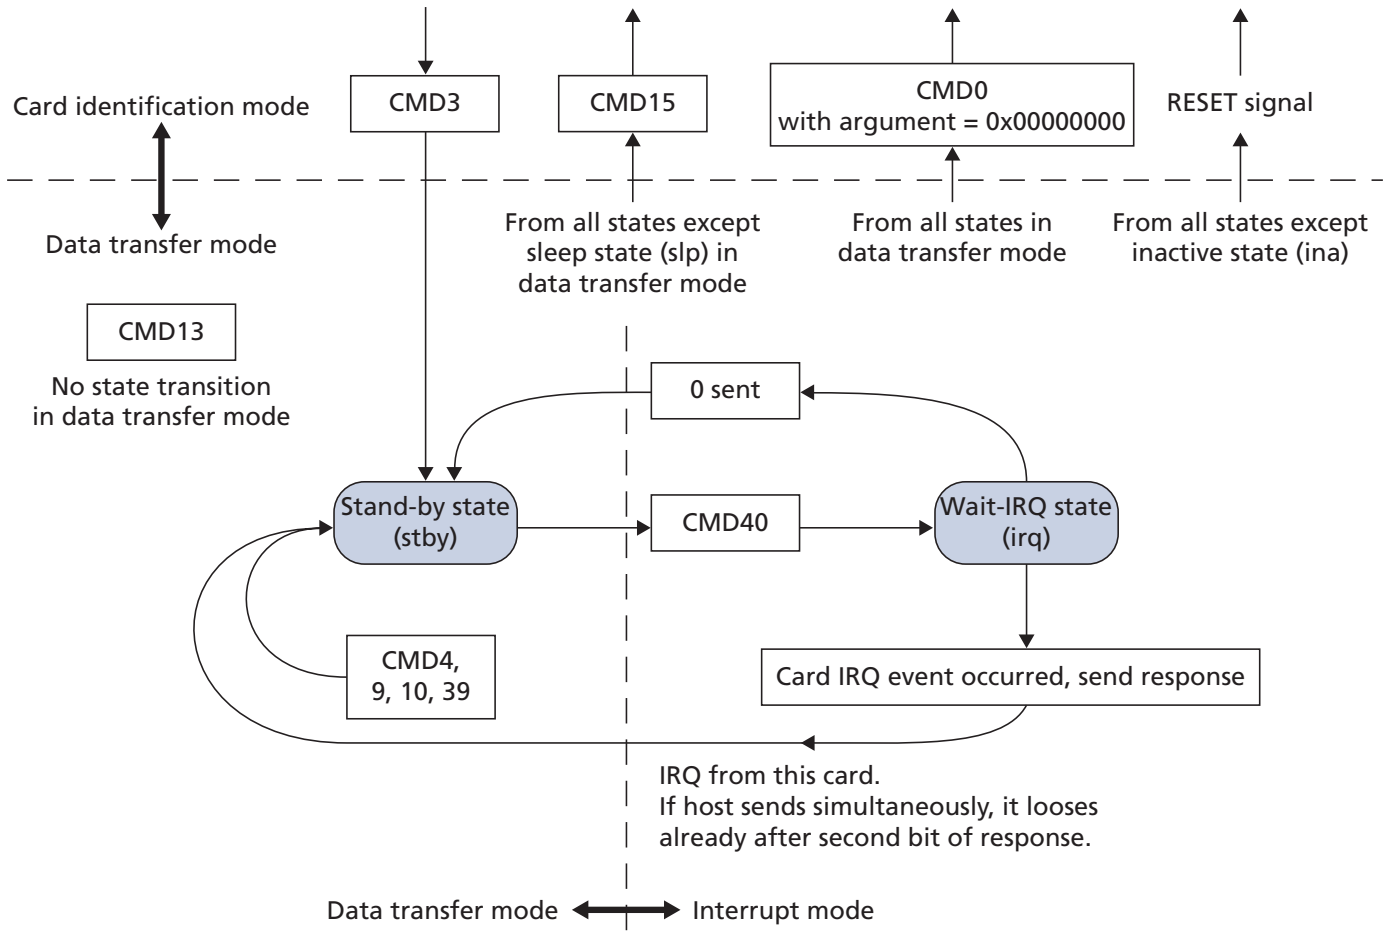 CMD3
CMD15
CMD0
with argument = 0x00000000
RESET signal
Card identification mode
Data transfer mode
From all states except
sleep state (slp) in
data transfer mode
From all states in
data transfer mode
From all states except
inactive state (ina)
CMD13
No state transition
in data transfer mode
0 sent
Stand-by state
(stby)
CMD40
Wait-IRQ state
(irq)
CMD4,
9, 10, 39
Card IRQ event occurred, send response
IRQ from this card.
If host sends simultaneously, it looses
already after second bit of response.
Data transfer mode
Interrupt mode